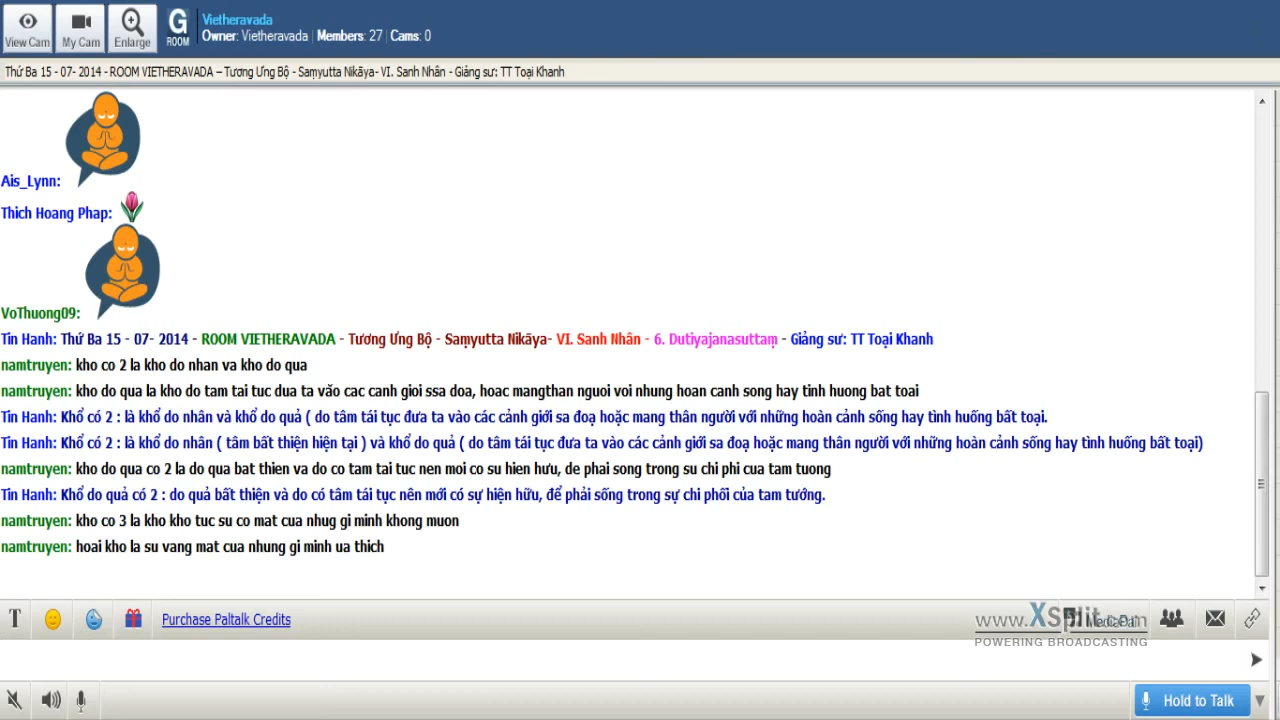 View Cam
My Cam
Enlarge
G ROOM
Vietheravada
Owner: Vietheravada | Members: 27 | Cams: 0
Thứ Ba 15 - 07- 2014 - ROOM VIETHERAVADA – Tương Ưng Bộ - Saṃyutta Nikāya- VI. Sanh Nhân - Giảng sư: TT Toại Khanh
Ais_Lynn:
Thich Hoang Phap:
VoThuong09:
Tin Hanh: Thứ Ba 15 - 07- 2014 - ROOM VIETHERAVADA - Tương Ưng Bộ - Saṃyutta Nikāya- VI. Sanh Nhân - 6. Dutiyajanasuttaṃ - Giảng sư: TT Toại Khanh
namtruyen: kho co 2 la kho do nhan va kho do qua
namtruyen: kho do qua la kho do tam tai tuc dua ta vão cac canh gioi ssa doa, hoac mangthan nguoi voi nhung hoan canh song hay tinh huong bat toai
Tin Hanh: Khổ có 2 : là khổ do nhân và khổ do quả ( do tâm tái tục đưa ta vào các cảnh giới sa đoạ hoặc mang thân người với những hoàn cảnh sống hay tình huống bất toại.
Tin Hanh: Khổ có 2 : là khổ do nhân ( tâm bất thiện hiện tại ) và khổ do quả ( do tâm tái tục đưa ta vào các cảnh giới sa đoạ hoặc mang thân người với những hoàn cảnh sống hay tình huống bất toại)
namtruyen: kho do qua co 2 la do qua bat thien va do co tam tai tuc nen moi co su hien hưu, de phai song trong su chi phi cua tam tuong
Tin Hanh: Khổ do quả có 2 : do quả bất thiện và do có tâm tái tục nên mới có sự hiện hữu, để phải sống trong sự chi phối của tam tướng.
namtruyen: kho co 3 la kho kho tuc su co mat cua nhug gi minh khong muon
namtruyen: hoai kho la su vang mat cua nhung gi minh ua thich
Purchase Paltalk Credits
www.XSplit.com
POWERING BROADCASTING
Hold to Talk